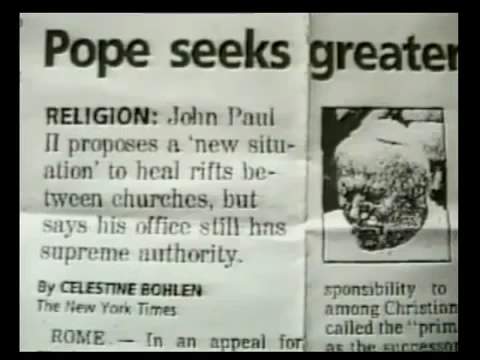 Pope seeks greater
RELIGION: John Paul
II proposes a 'new situ-
ation' to heal rifts be-
tween churches, but
says his office still has
supreme authority.
By CELESTINE BOHLEN
The New York Times
ROME. — In an appeal for
sponsibility to
among Christian
called the "prim
as the successor